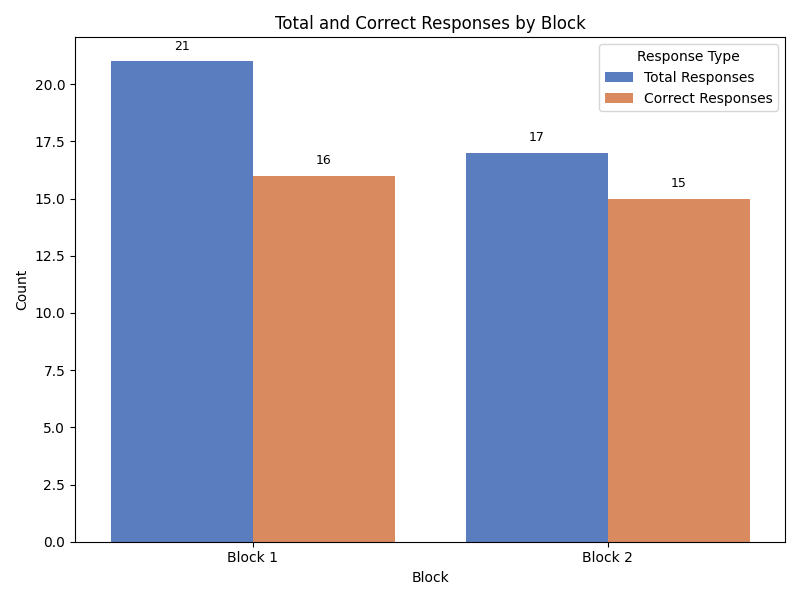 Total and Correct Responses by Block
Response Type
Total Responses
Correct Responses
21
16
17
15
20.0
17.5
15.0
12.5
10.0
7.5
5.0
2.5
0.0
Count
Block 1
Block 2
Block